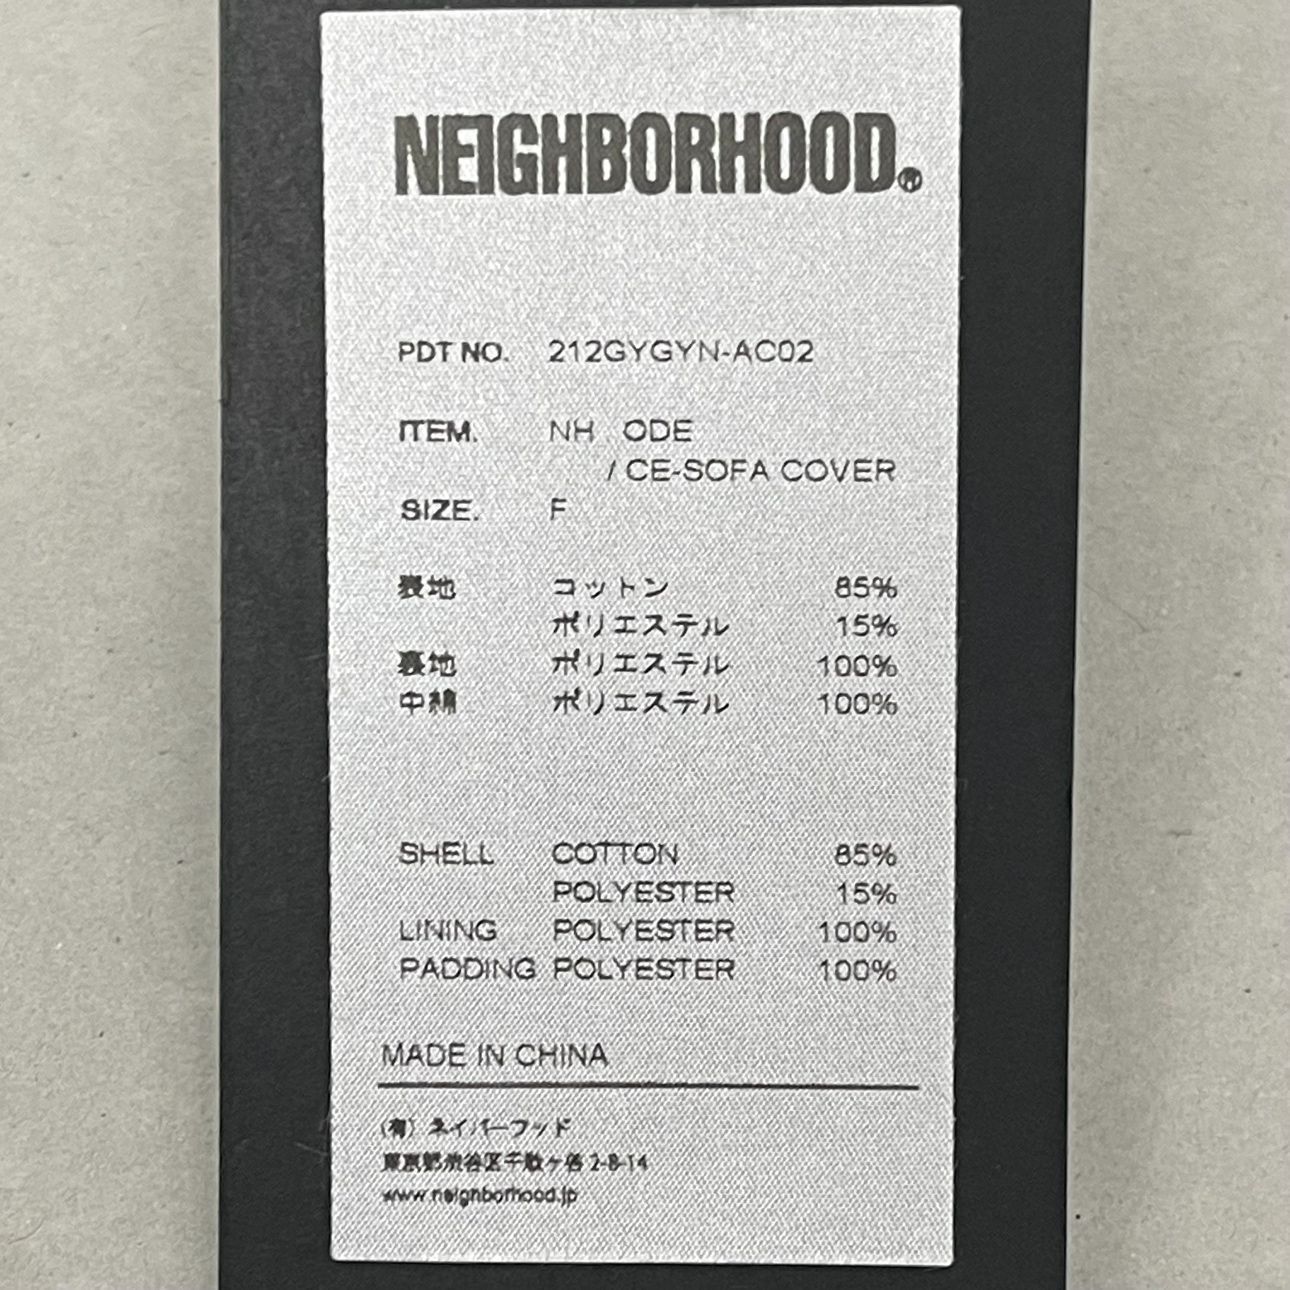 NEIGHBORHOOD®
PDT NO. 212GYGYN-AC02
ITEM. NH . ODE
/ CE-SOFA COVER
SIZE. F
表地 コットン 85%
ポリエステル 15%
裏地 ポリエステル 100%
中綿 ポリエステル 100%
SHELL COTTON 85%
POLYESTER 15%
LINING POLYESTER 100%
PADDING POLYESTER 100%
MADE IN CHINA
(有) ネイバーフッド
東京都渋谷区千駄ヶ谷 2-8-14
www.neighborhood.jp